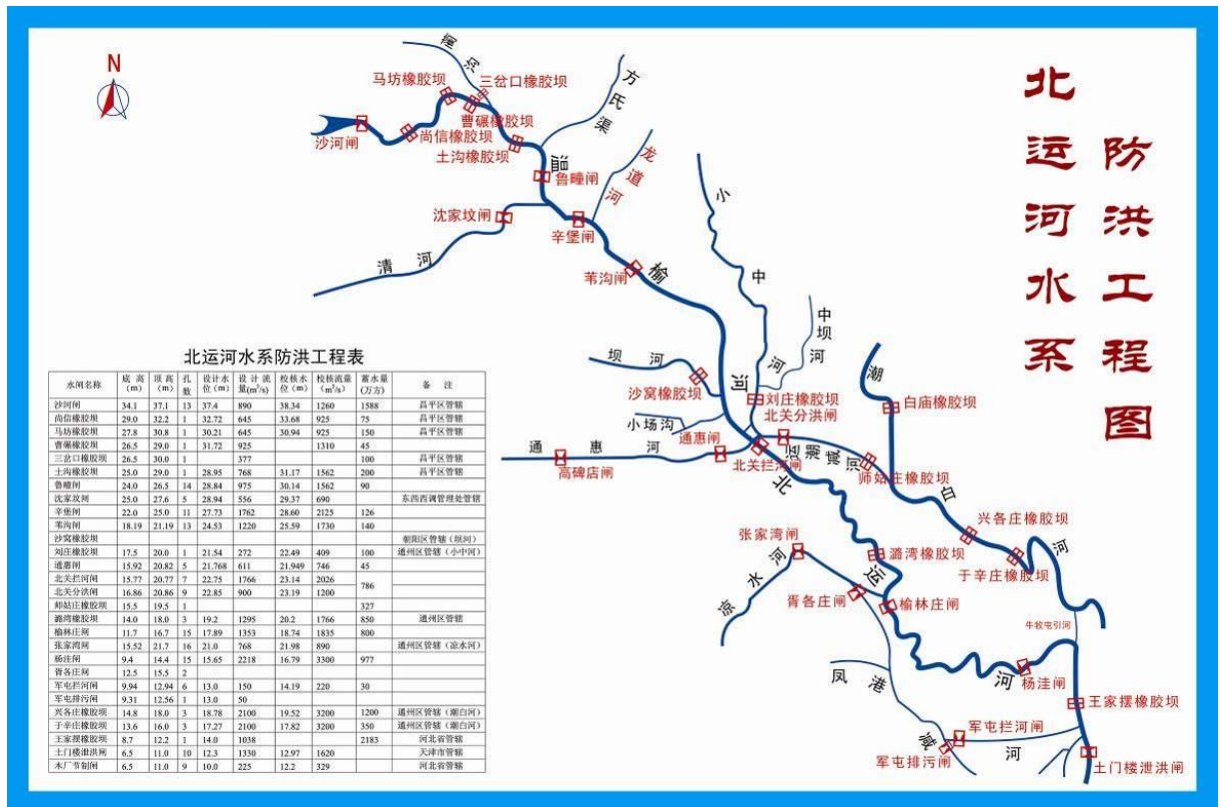 北运河水系
防洪工程图
N
温
榆
河
马坊橡胶坝
三岔口橡胶坝
曹碾橡胶坝
沙河闸
尚信橡胶坝
土沟橡胶坝
方氏渠
龙道河
鲁疃闸
沈家坟闸
辛堡闸
清河
苇沟闸
小中河
中坝河
坝河
沙窝橡胶坝
刘庄橡胶坝
北关分洪闸
小场沟
通惠闸
通惠河
高碑店闸
北关拦河闸
运潮减河
师姑庄橡胶坝
潮白河
白庙橡胶坝
兴各庄橡胶坝
于辛庄橡胶坝
北运河
张家湾闸
潞湾橡胶坝
凉水河
胥各庄闸
榆林庄闸
牛牧屯引河
杨洼闸
凤港减河
王家摆橡胶坝
军屯拦河闸
军屯排污闸
土门楼泄洪闸
北运河水系防洪工程表
水闸名称 底高(m) 顶高(m) 孔数 设计水位(m) 设计流量(m³/s) 校核水位(m) 校核流量(m³/s) 蓄水量(万方) 备注
沙河闸 34.1 37.1 13 37.4 890 38.34 1260 1588 昌平区管辖
尚信橡胶坝 29.0 32.2 1 32.72 645 33.68 925 75 昌平区管辖
马坊橡胶坝 27.8 30.8 1 30.21 645 30.94 925 150 昌平区管辖
曹碾橡胶坝 26.5 29.0 1 31.72 925 1310 45
三岔口橡胶坝 26.5 30.0 1 377 100 昌平区管辖
土沟橡胶坝 25.0 29.0 1 28.95 768 31.17 1562 200 昌平区管辖
鲁疃闸 24.0 26.5 14 28.84 975 30.14 1562 90
沈家坟闸 25.0 27.6 5 28.94 556 29.37 690 东西西调管理处管辖
辛堡闸 22.0 25.0 11 27.73 1762 28.60 2125 126
苇沟闸 18.19 21.19 13 24.53 1220 25.59 1730 140
沙窝橡胶坝 朝阳区管辖（坝河）
刘庄橡胶坝 17.5 20.0 1 21.54 272 22.49 409 100 通州区管辖（小中河）
通惠闸 15.92 20.82 5 21.768 611 21.949 746 45
北关拦河闸 15.77 20.77 7 22.75 1766 23.14 2026 786
北关分洪闸 16.86 20.86 9 22.85 900 23.19 1200
师姑庄橡胶坝 15.5 19.5 1 327
潞湾橡胶坝 14.0 18.0 3 19.2 1295 20.2 1766 850 通州区管辖
榆林庄闸 11.7 16.7 15 17.89 1353 18.74 1835 800
张家湾闸 15.52 21.7 16 21.0 768 21.98 890 通州区管辖（凉水河）
杨洼闸 9.4 14.4 15 15.65 2218 16.79 3300 977
胥各庄闸 12.5 15.5 2
军屯拦河闸 9.94 12.94 6 13.0 150 14.19 220 30
军屯排污闸 9.31 12.56 1 13.0 50
兴各庄橡胶坝 14.8 18.0 3 18.78 2100 19.52 3200 1200 通州区管辖（潮白河）
于辛庄橡胶坝 13.6 16.0 3 17.27 2100 17.82 3200 350 通州区管辖（潮白河）
王家摆橡胶坝 8.7 12.2 1 14.0 1038 2183 河北省管辖
土门楼泄洪闸 6.5 11.0 10 12.3 1330 12.97 1620 天津市管辖
木厂节制闸 6.5 11.0 9 10.0 225 12.2 329 河北省管辖